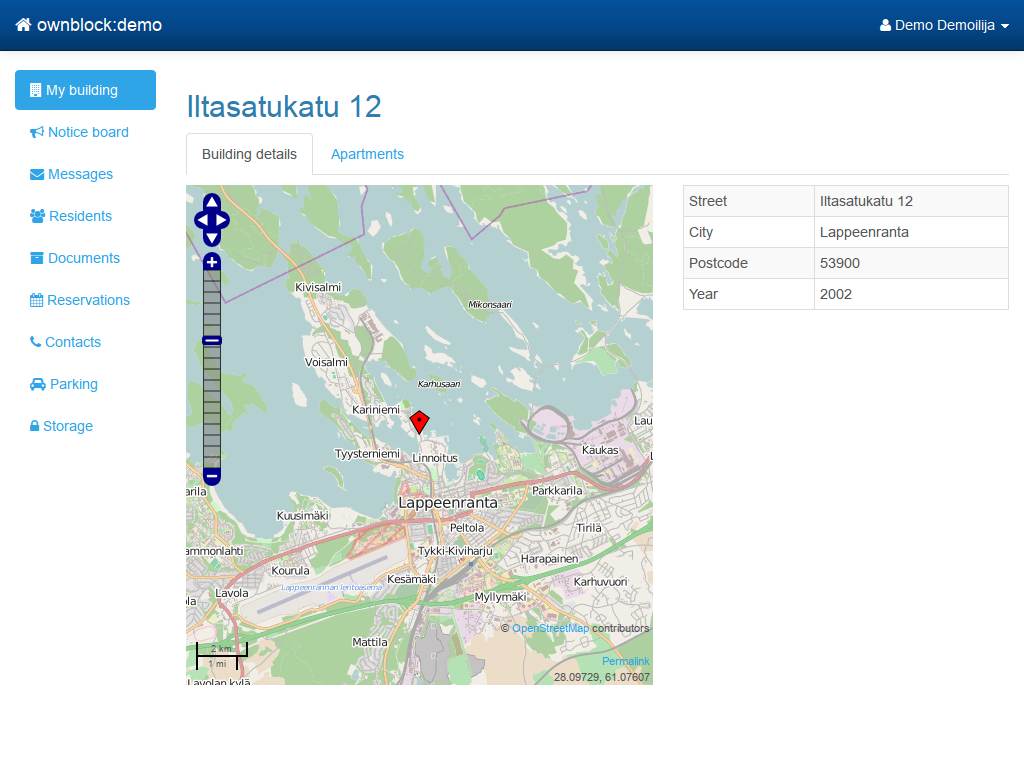 ownblock:demo
Demo Demoilija
My building
Notice board
Messages
Residents
Documents
Reservations
Contacts
Parking
Storage
Iltasatukatu 12
Building details
Apartments
Kivisalmi
Mikonsaari
Voisalmi
Karhusaari
Kariniemi
Lau
Tyysterniemi
Linnoitus
Kaukas
L
arila
Parkkarila
Lappeenranta
Kuusimäki
Peltola
Tirilä
ammonlahti
Tykki-Kiviharju
Harapainen
Kourula
Kesämäki
Karhuvuori
Lappeenrannan lentoasema
Lavola
la
Myllymäki
© OpenStreetMap contributors
Mattila
2 km
1 mi
Permalink
28.09729, 61.07607
Lavolan kylä
Street Iltasatukatu 12
City Lappeenranta
Postcode 53900
Year 2002